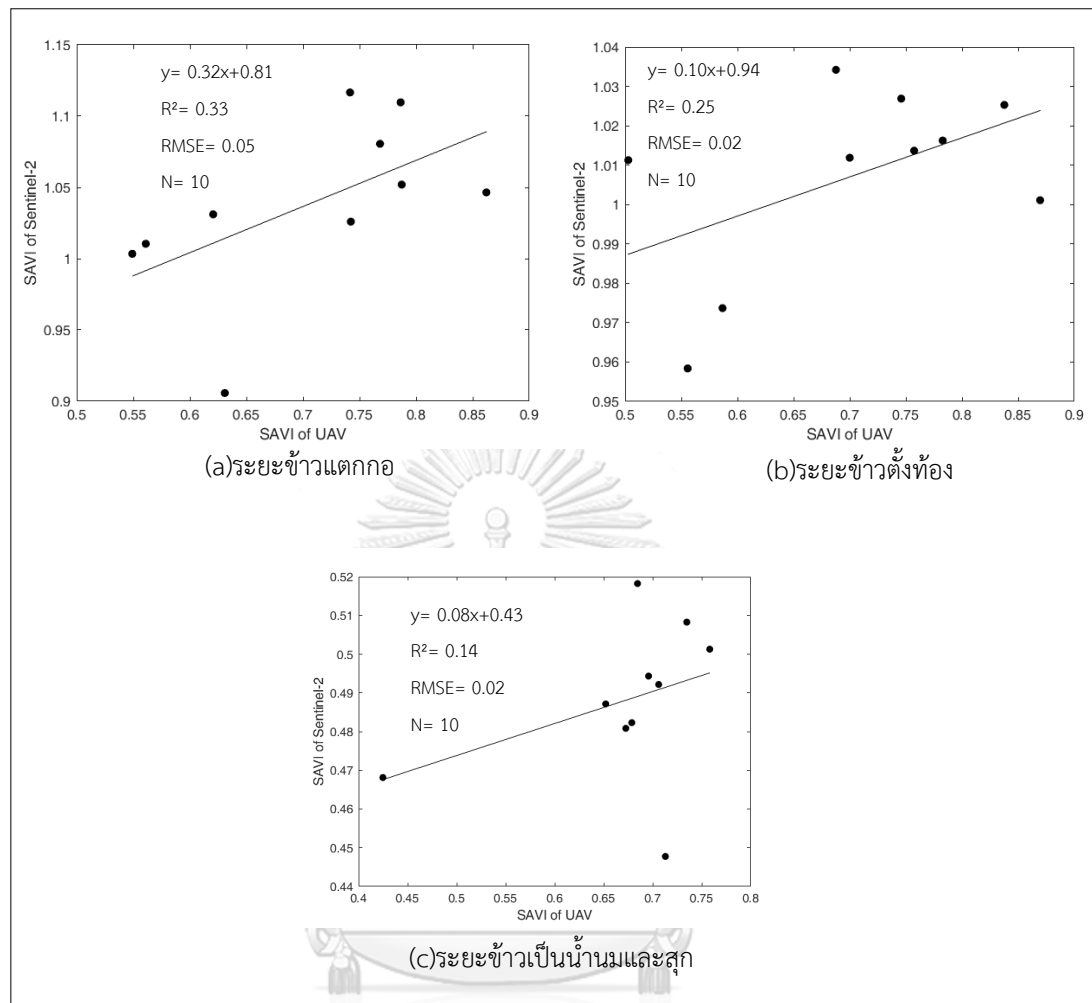 1.15
1.1
1.05
1
0.95
0.9
SAVI of Sentinel-2
y= 0.32x+0.81
R²= 0.33
RMSE= 0.05
N= 10
0.5 0.55 0.6 0.65 0.7 0.75 0.8 0.85 0.9
SAVI of UAV
(a)ระยะข้าวแตกกอ
1.04
1.03
1.02
1.01
1
0.99
0.98
0.97
0.96
0.95
SAVI of Sentinel-2
y= 0.10x+0.94
R²= 0.25
RMSE= 0.02
N= 10
0.5 0.55 0.6 0.65 0.7 0.75 0.8 0.85 0.9
SAVI of UAV
(b)ระยะข้าวตั้งท้อง
0.52
0.51
0.5
0.49
0.48
0.47
0.46
0.45
0.44
SAVI of Sentinel-2
y= 0.08x+0.43
R²= 0.14
RMSE= 0.02
N= 10
0.4 0.45 0.5 0.55 0.6 0.65 0.7 0.75 0.8
SAVI of UAV
(c)ระยะข้าวเป็นน้ำนมและสุก